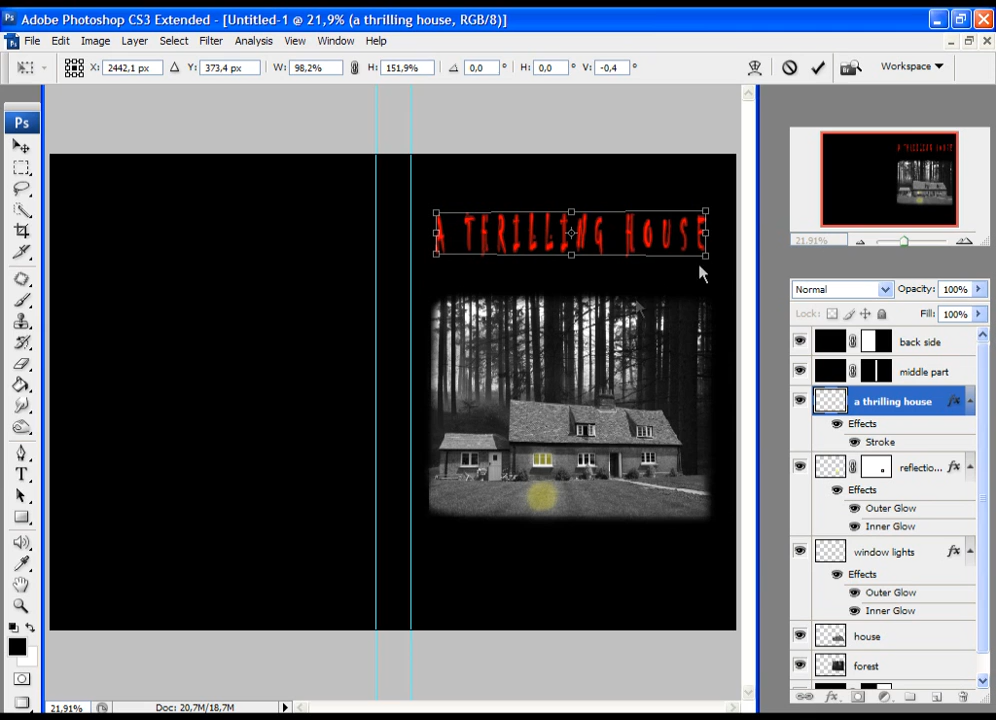 Adobe Photoshop CS3 Extended - [Untitled-1 @ 21,9% (a thrilling house, RGB/8)]
File Edit Image Layer Select Filter Analysis View Window Help
X: 2442,1 px Y: 373,4 px W: 98,2% H: 151,9% 0,0 ° H: 0,0 ° V: -0,4 ° Workspace
Ps
A THRILLING HOUSE
21.91%
Normal Opacity: 100%
Lock: Fill: 100%
back side
middle part
a thrilling house fx
Effects
Stroke
reflectio... fx
Effects
Outer Glow
Inner Glow
window lights fx
Effects
Outer Glow
Inner Glow
house
forest
21,91% Doc: 20,7M/18,7M